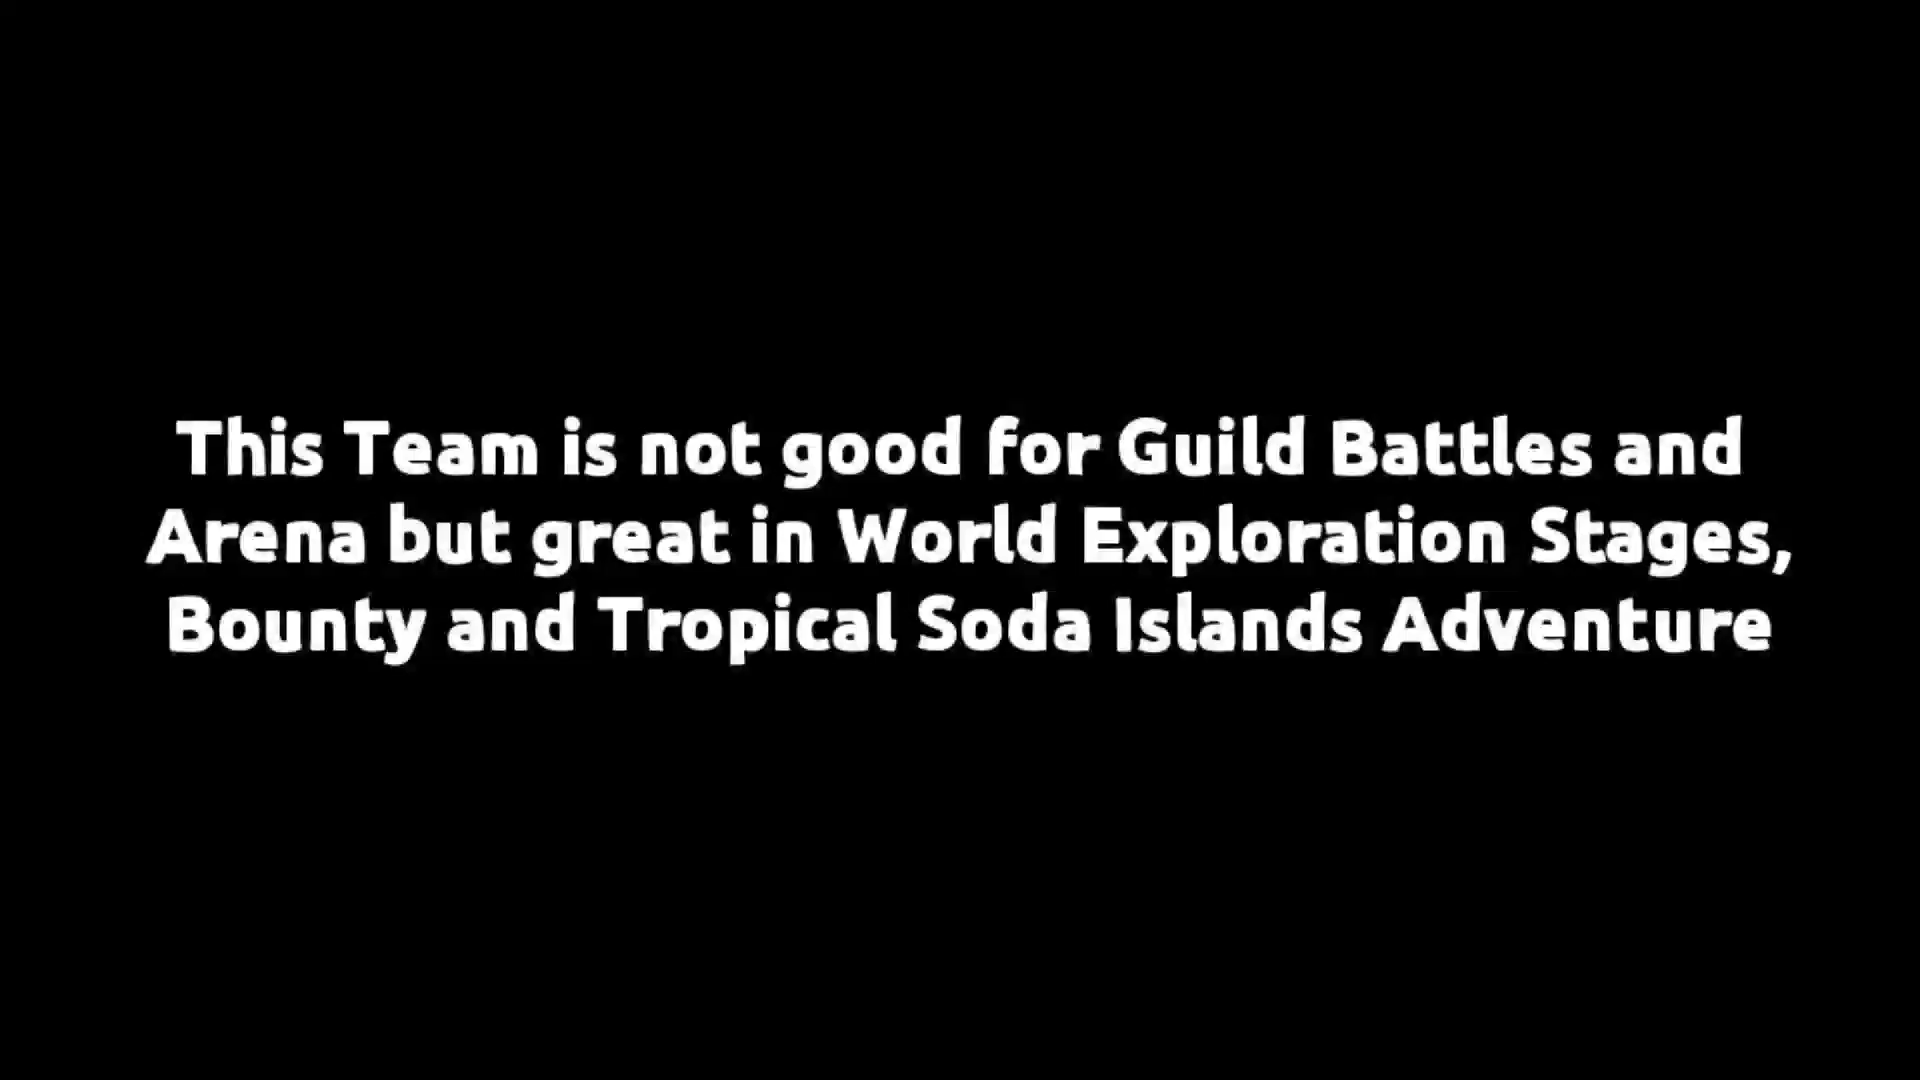 This Team is not good for Guild Battles and
Arena but great in World Exploration Stages,
Bounty and Tropical Soda Islands Adventure